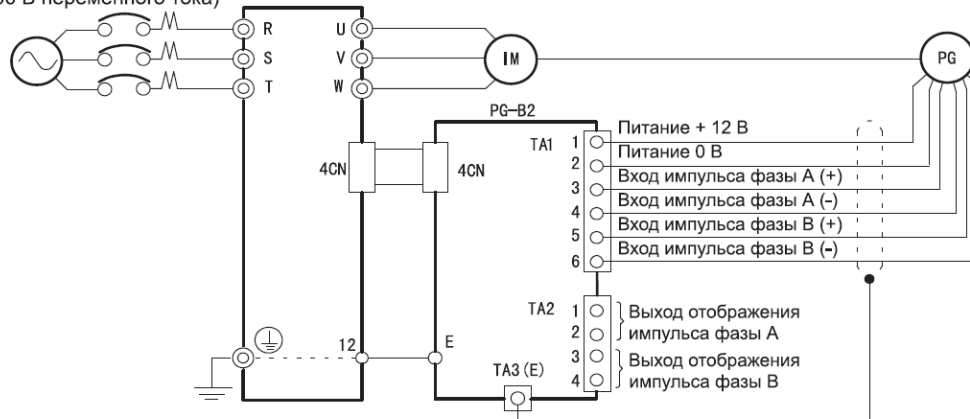 В переменного тока)
R
S
T
U
V
W
IM
PG
PG-B2
4CN
4CN
TA1
1 Питание + 12 В
2 Питание 0 В
3 Вход импульса фазы А (+)
4 Вход импульса фазы А (-)
5 Вход импульса фазы В (+)
6 Вход импульса фазы В (-)
TA2
1
2
Выход отображения
импульса фазы А
3
4
Выход отображения
импульса фазы В
12
E
TA3 (E)